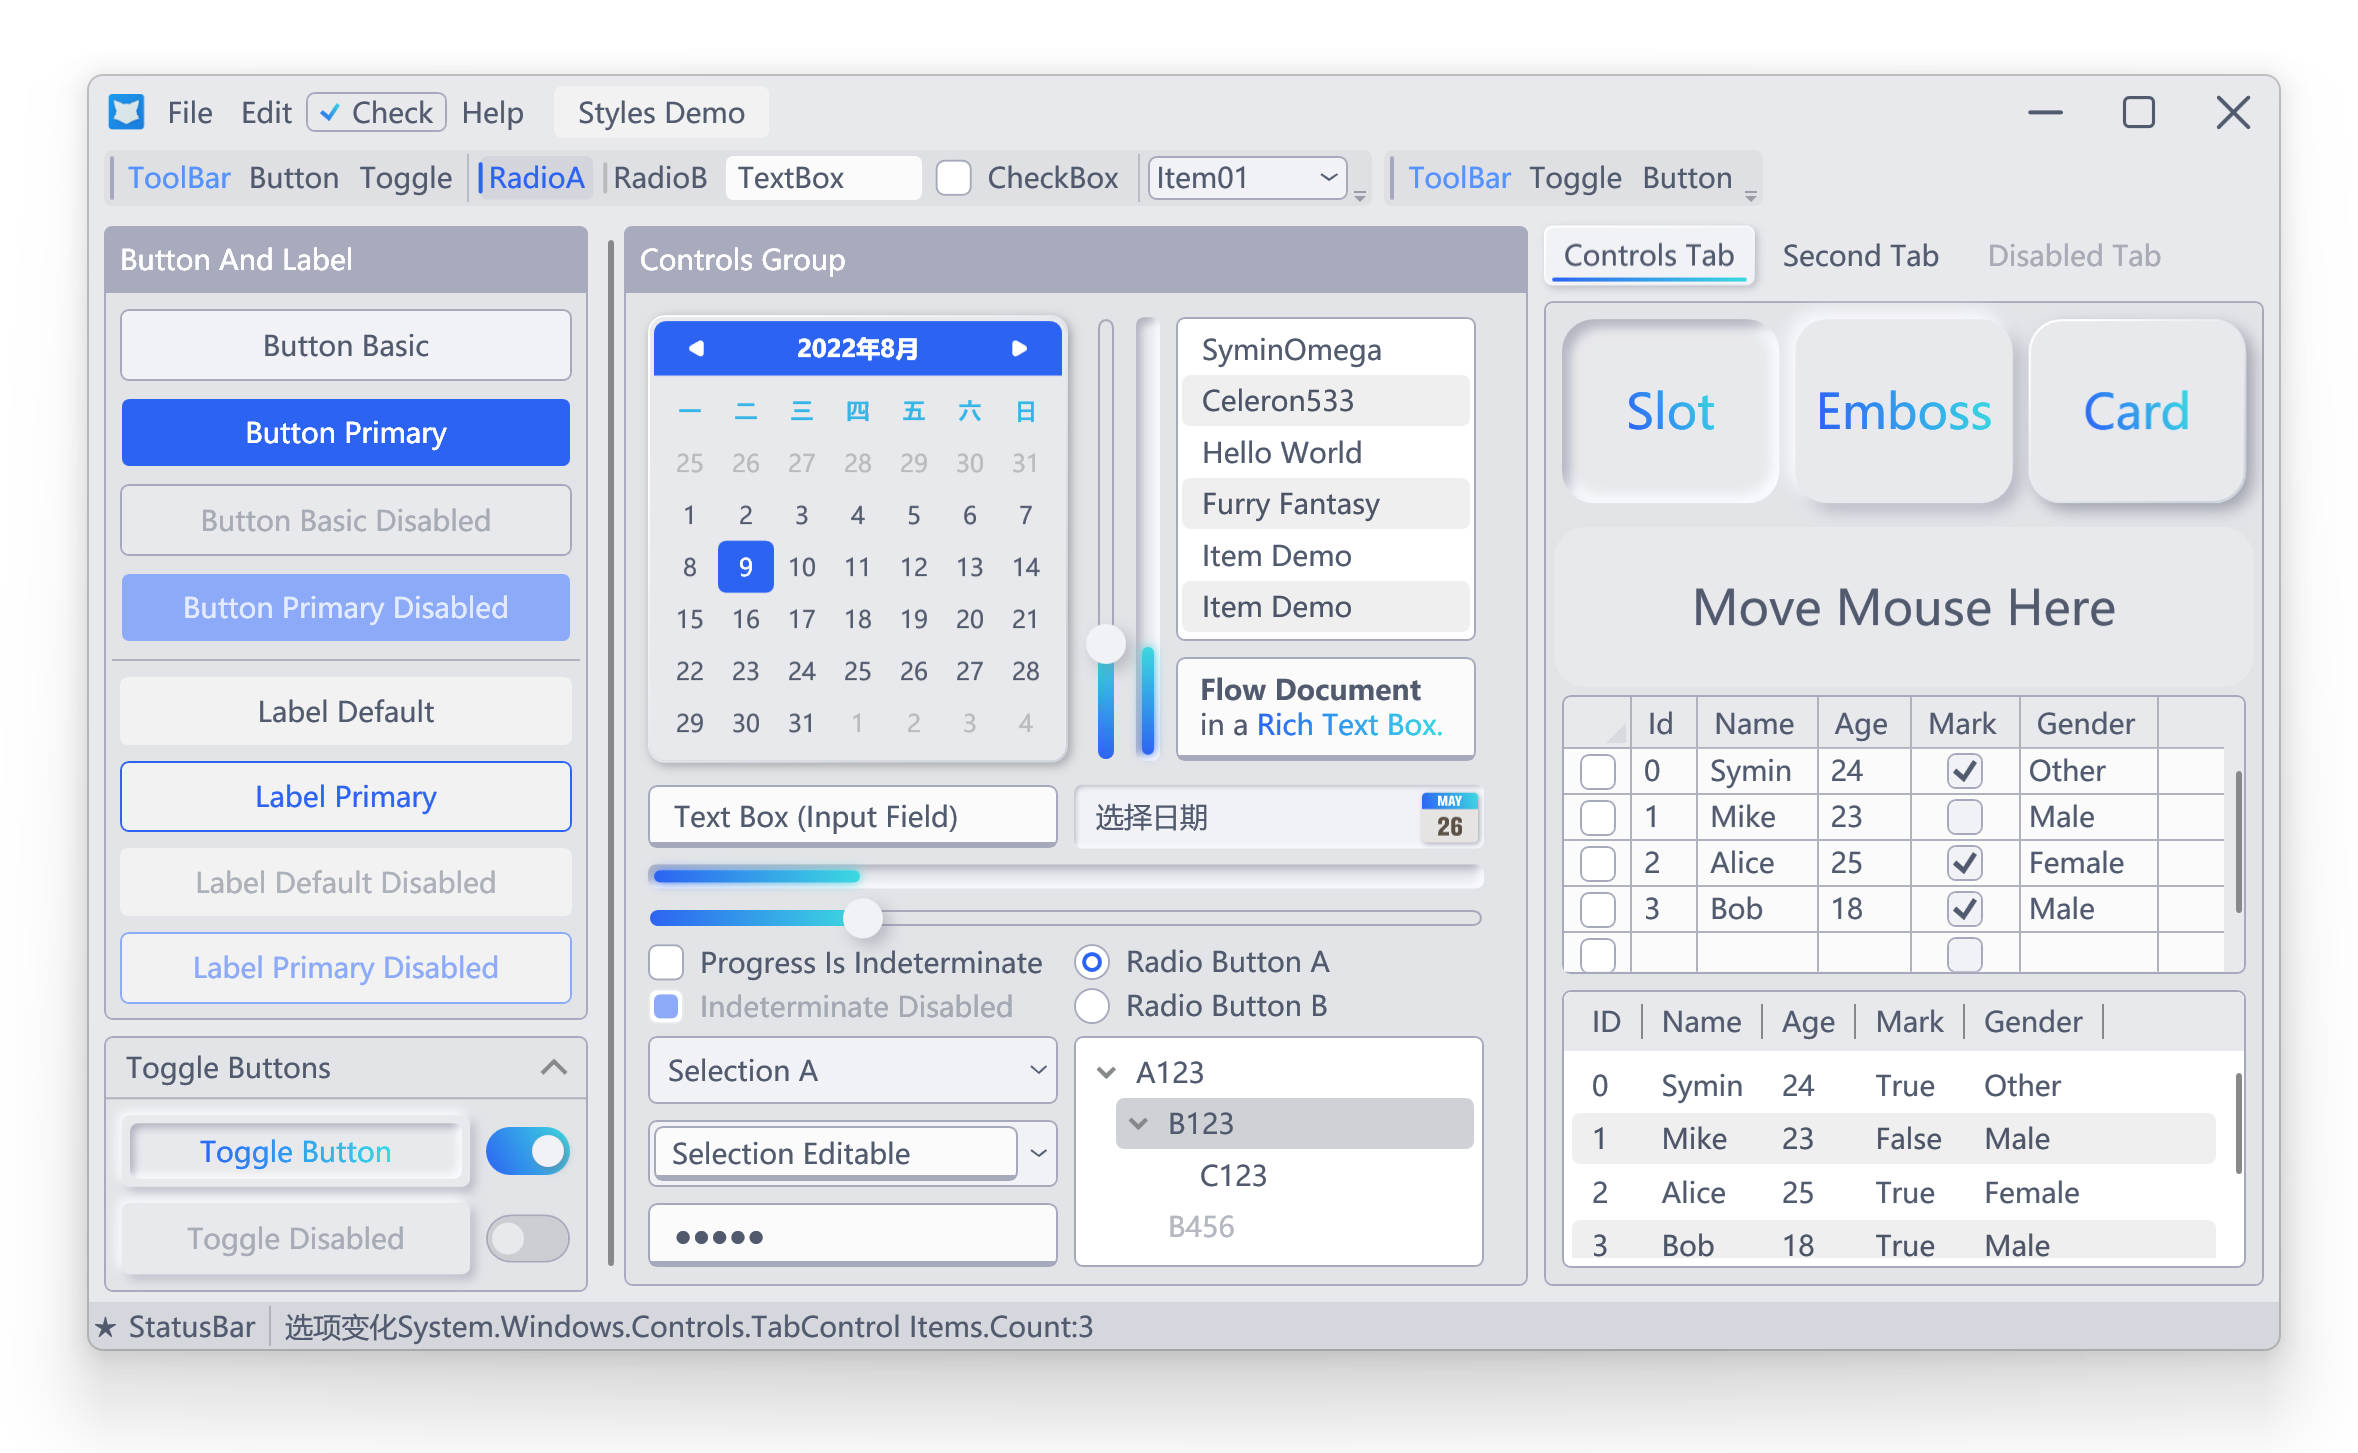 File Edit Check Help Styles Demo
ToolBar Button Toggle RadioA RadioB TextBox CheckBox Item01 ToolBar Toggle Button
Button And Label
Button Basic
Button Primary
Button Basic Disabled
Button Primary Disabled
Label Default
Label Primary
Label Default Disabled
Label Primary Disabled
Toggle Buttons
Toggle Button
Toggle Disabled
Controls Group
2022年8月
一 二 三 四 五 六 日
25 26 27 28 29 30 31
1 2 3 4 5 6 7
8 9 10 11 12 13 14
15 16 17 18 19 20 21
22 23 24 25 26 27 28
29 30 31 1 2 3 4
SyminOmega
Celeron533
Hello World
Furry Fantasy
Item Demo
Item Demo
Flow Document
in a Rich Text Box.
Text Box (Input Field)
选择日期
MAY
26
Progress Is Indeterminate
Indeterminate Disabled
Radio Button A
Radio Button B
Selection A
Selection Editable
●●●●●
A123
B123
C123
B456
Controls Tab Second Tab Disabled Tab
Slot Emboss Card
Move Mouse Here
Id Name Age Mark Gender
0 Symin 24 Other
1 Mike 23 Male
2 Alice 25 Female
3 Bob 18 Male
ID Name Age Mark Gender
0 Symin 24 True Other
1 Mike 23 False Male
2 Alice 25 True Female
3 Bob 18 True Male
★ StatusBar 选项变化System.Windows.Controls.TabControl Items.Count:3